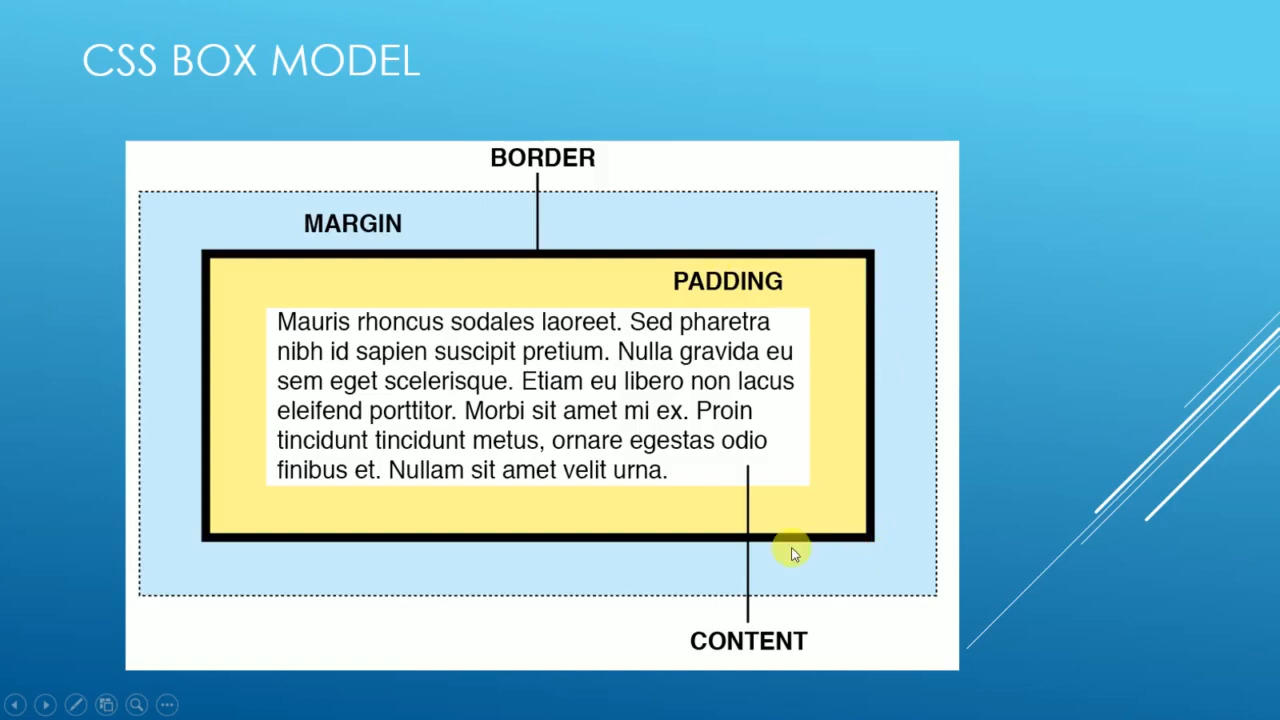 CSS BOX MODEL
BORDER
MARGIN
PADDING
Mauris rhoncus sodales laoreet. Sed pharetra
nibh id sapien suscipit pretium. Nulla gravida eu
sem eget scelerisque. Etiam eu libero non lacus
eleifend porttitor. Morbi sit amet mi ex. Proin
tincidunt tincidunt metus, ornare egestas odio
finibus et. Nullam sit amet velit urna.
CONTENT